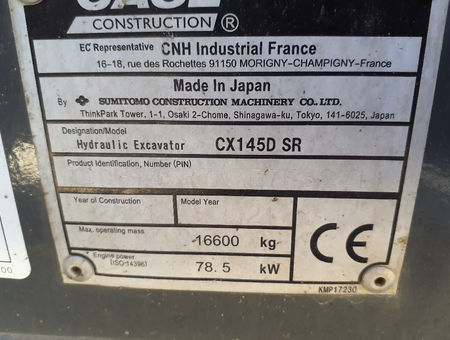 CASE
CONSTRUCTION ®
EC Representative CNH Industrial France
16-18, rue des Rochettes 91150 MORIGNY-CHAMPIGNY-France
Made In Japan
By SUMITOMO CONSTRUCTION MACHINERY CO., LTD.
ThinkPark Tower. 1-1, Osaki 2-Chome, Shinagawa-ku, Tokyo, 141-6025, Japan
Designation/Model
Hydraulic Excavator CX145D SR
Product Identification, Number (PIN)
Year of Construction Model Year
Max. operating mass
16600 kg
Engine power
(ISO 14396) 78.5 kW
CE
KMP17230
00